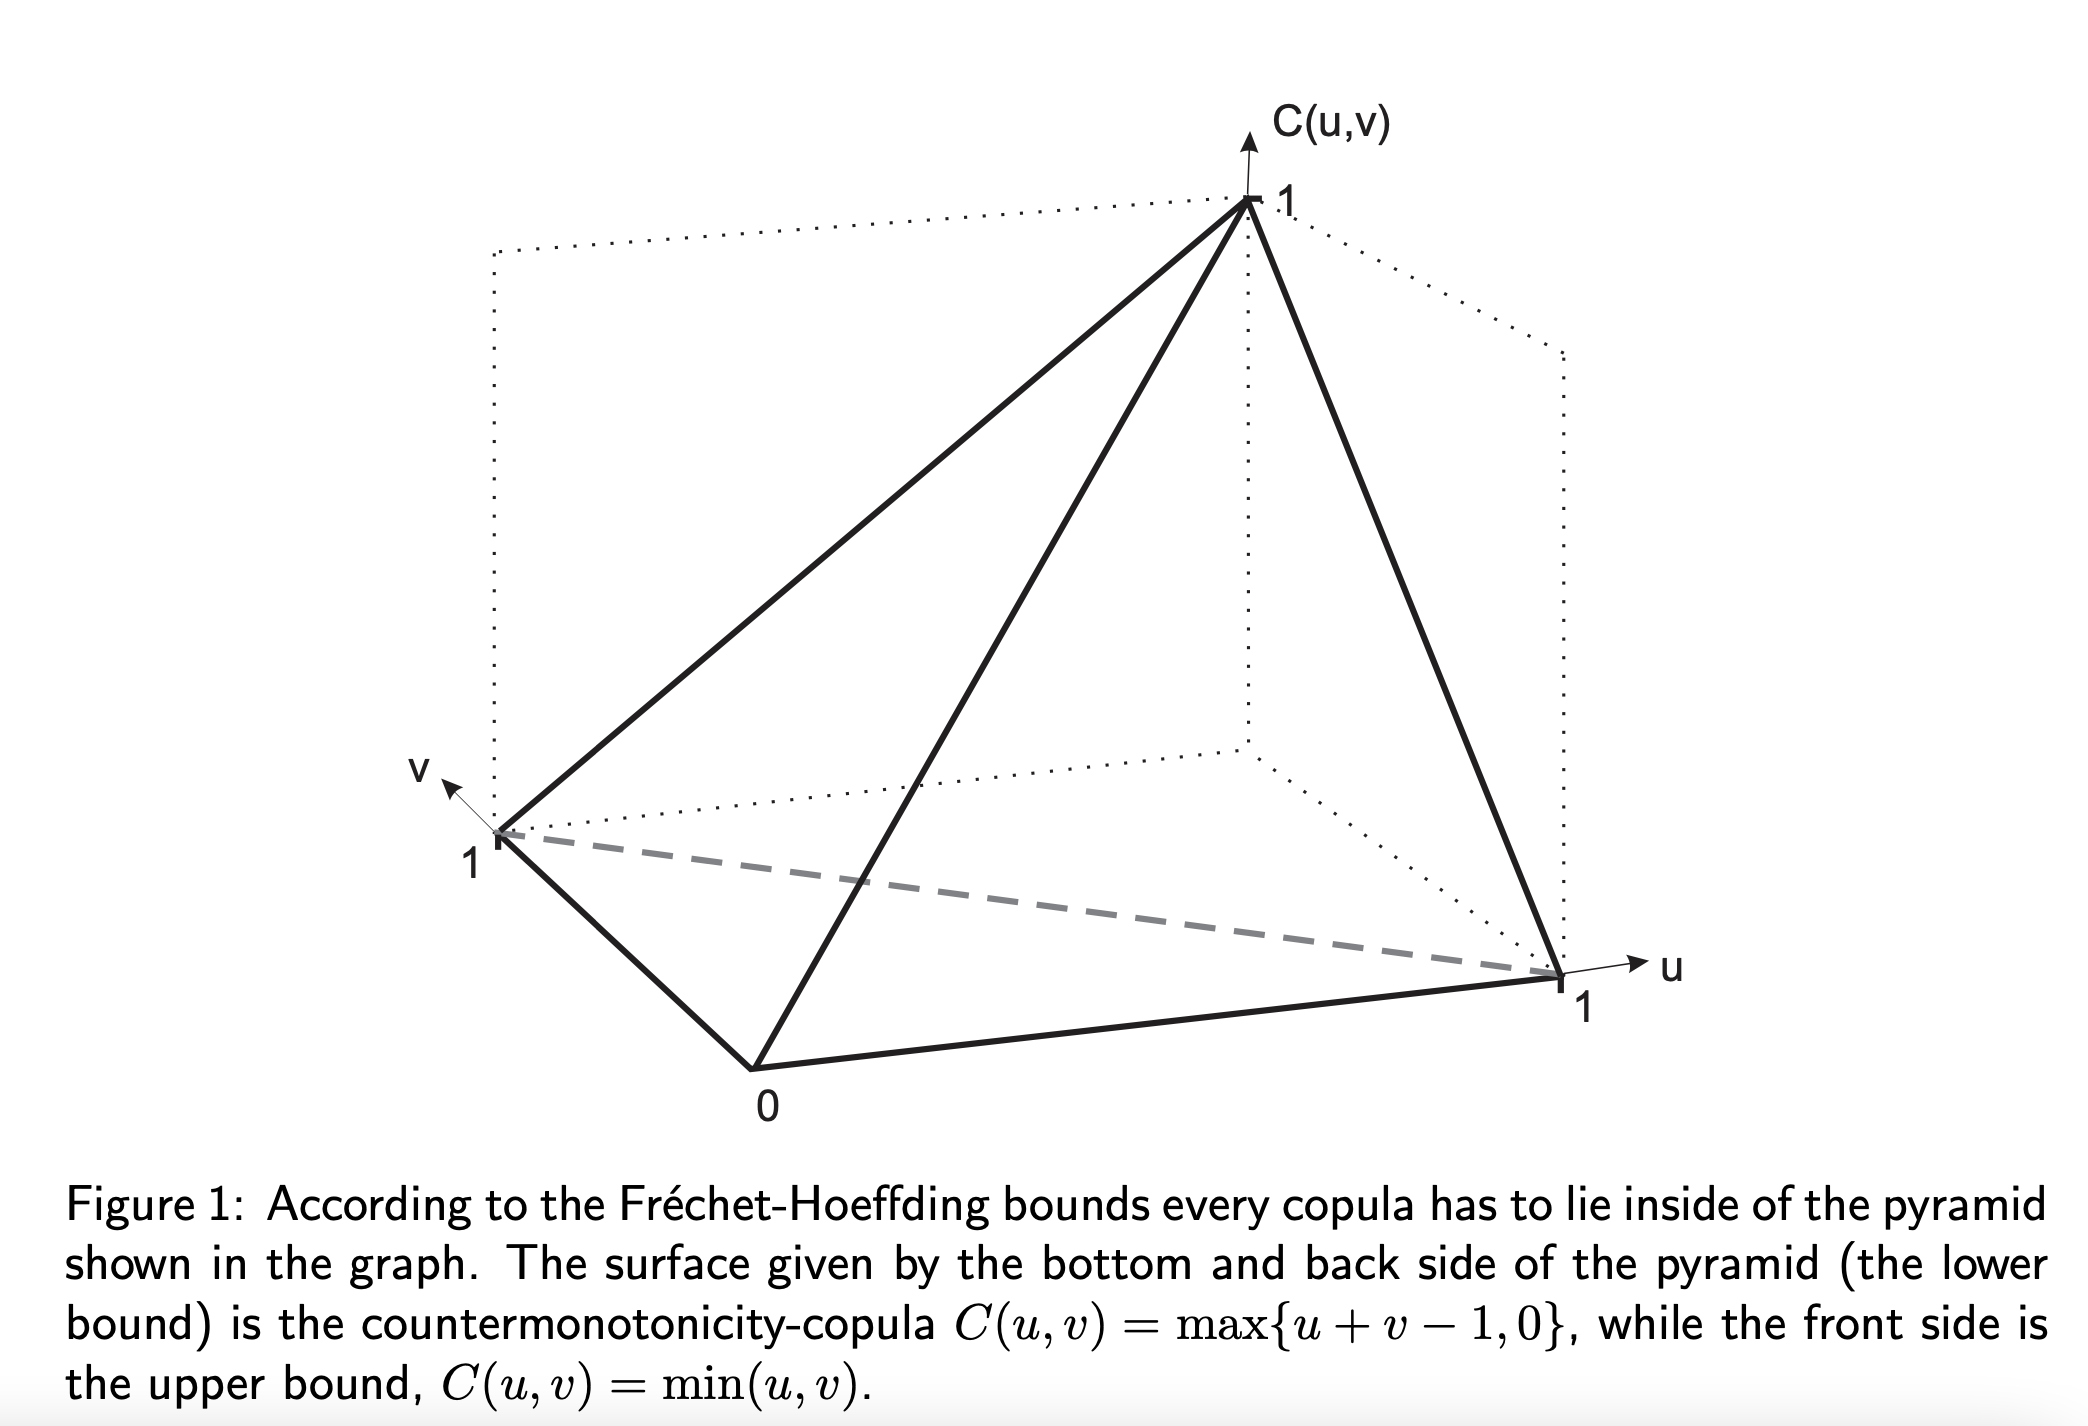 C(u,v)
1
v
1
u
1
0
Figure 1: According to the Fréchet-Hoeffding bounds every copula has to lie inside of the pyramid
shown in the graph. The surface given by the bottom and back side of the pyramid (the lower
bound) is the countermonotonicity-copula C(u, v) = max{u + v − 1, 0}, while the front side is
the upper bound, C(u, v) = min(u, v).